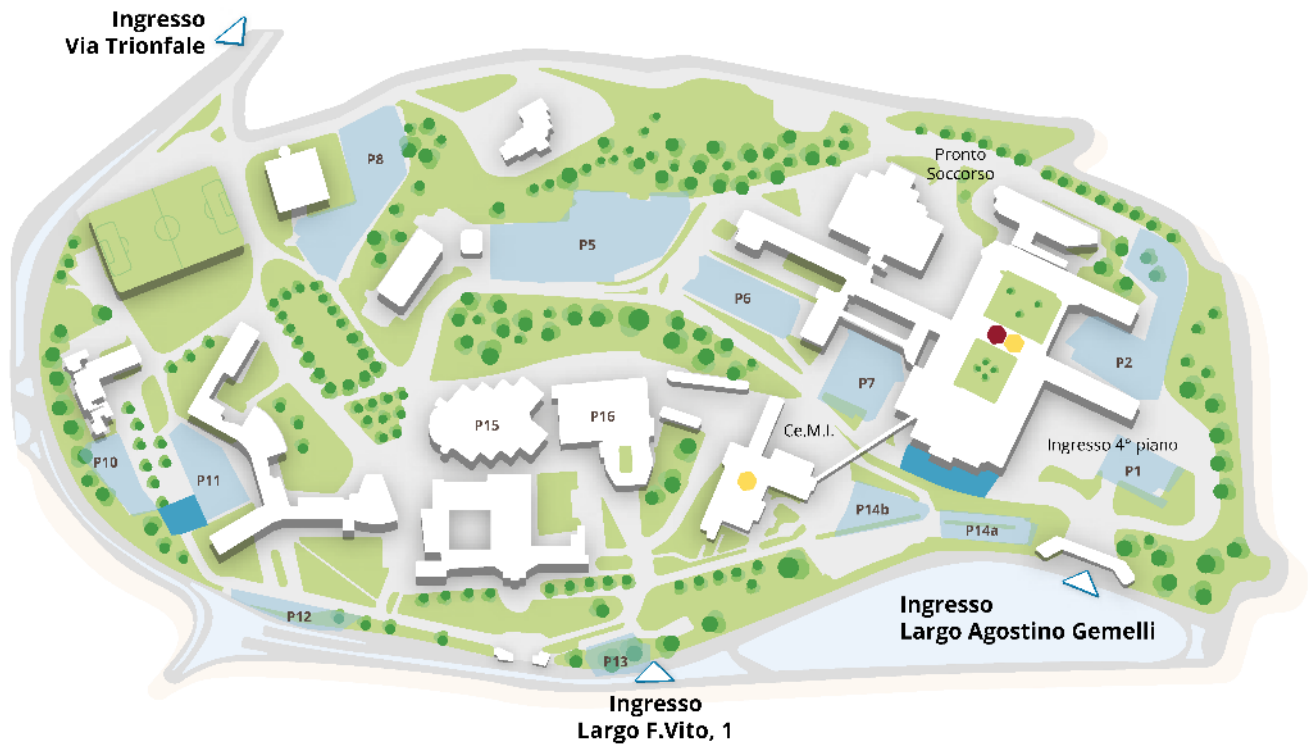 Ingresso
Via Trionfale
P8
Pronto
Soccorso
P5
P6
P2
P7
P15
P16
Ce.M.I.
Ingresso 4° piano
P10
P11
P1
P14b
P14a
P12
Ingresso
Largo Agostino Gemelli
P13
Ingresso
Largo F.Vito, 1